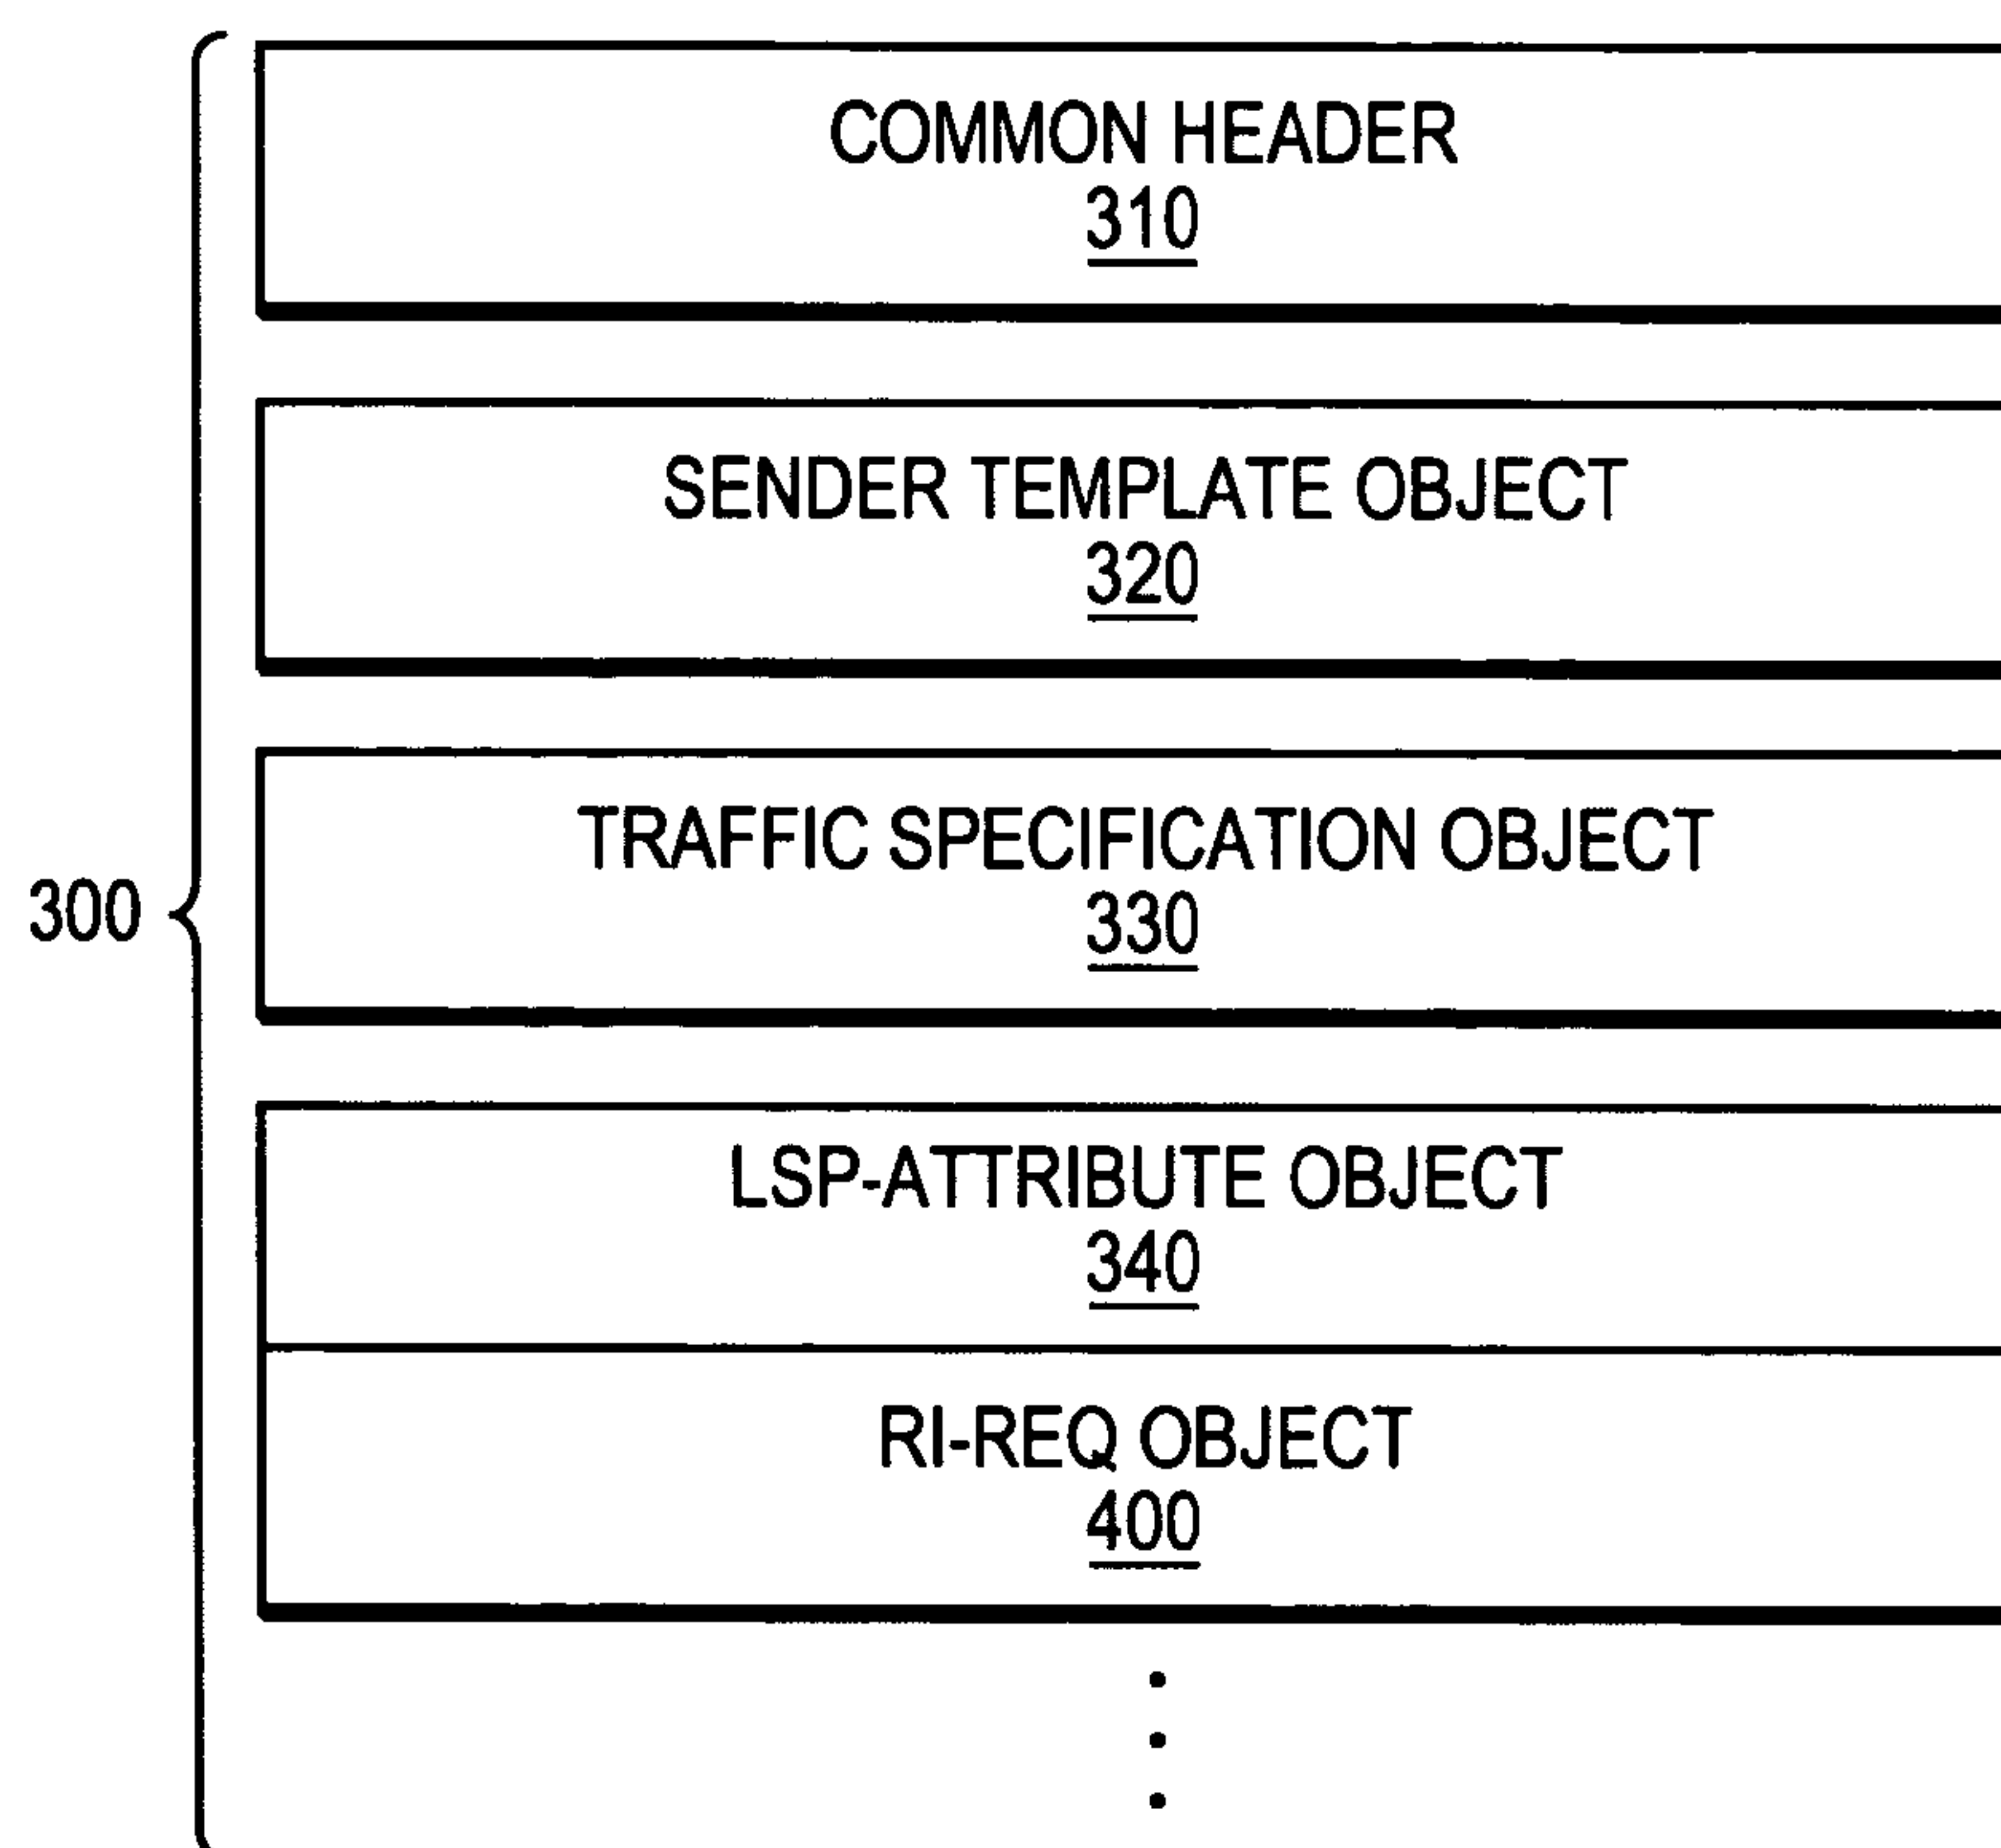 COMMON HEADER
310
SENDER TEMPLATE OBJECT
320
TRAFFIC SPECIFICATION OBJECT
330
300
LSP-ATTRIBUTE OBJECT
340
RI-REQ OBJECT
400